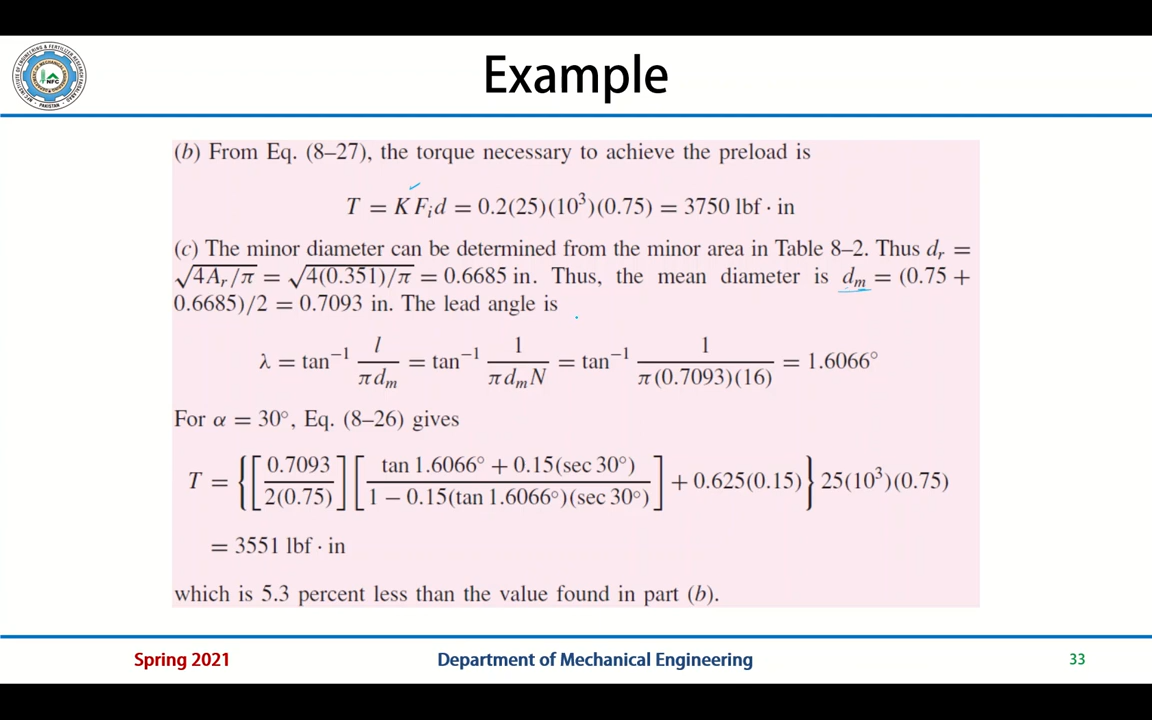 Example
(b) From Eq. (8–27), the torque necessary to achieve the preload is
T = K F_i d = 0.2(25)(10³)(0.75) = 3750 lbf · in
(c) The minor diameter can be determined from the minor area in Table 8–2. Thus d_r =
√4A_r/π = √4(0.351)/π = 0.6685 in. Thus, the mean diameter is d_m = (0.75 +
0.6685)/2 = 0.7093 in. The lead angle is
λ = tan⁻¹ l/(πd_m) = tan⁻¹ 1/(πd_m N) = tan⁻¹ 1/(π(0.7093)(16)) = 1.6066°
For α = 30°, Eq. (8–26) gives
T = {[0.7093/2(0.75)] [(tan 1.6066° + 0.15(sec 30°))/(1 − 0.15(tan 1.6066°)(sec 30°))] + 0.625(0.15)} 25(10³)(0.75)
= 3551 lbf · in
which is 5.3 percent less than the value found in part (b).
Spring 2021
Department of Mechanical Engineering
33